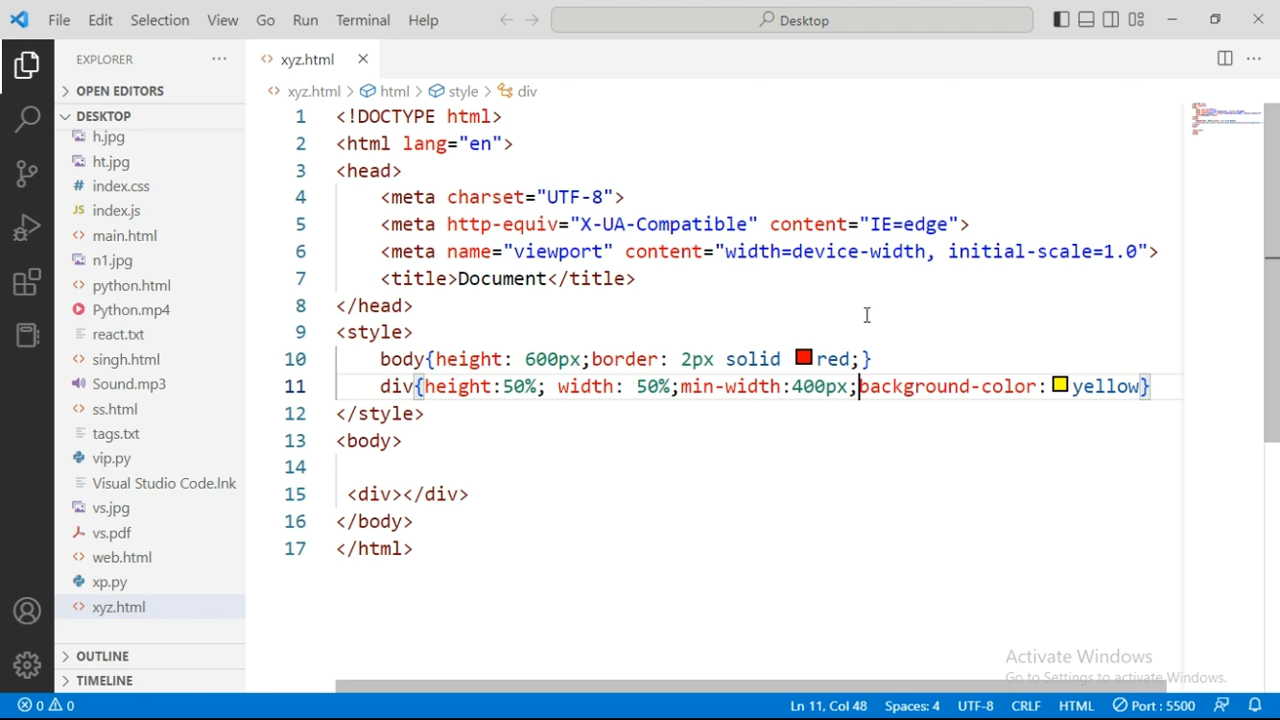 File Edit Selection View Go Run Terminal Help
Desktop
EXPLORER
OPEN EDITORS
DESKTOP
h.jpg
ht.jpg
# index.css
JS index.js
<> main.html
n1.jpg
<> python.html
Python.mp4
react.txt
<> singh.html
Sound.mp3
<> ss.html
tags.txt
vip.py
Visual Studio Code.lnk
vs.jpg
vs.pdf
<> web.html
xp.py
<> xyz.html
OUTLINE
TIMELINE
<> xyz.html
<> xyz.html > html > style > div
1 <!DOCTYPE html>
2 <html lang="en">
3 <head>
4 <meta charset="UTF-8">
5 <meta http-equiv="X-UA-Compatible" content="IE=edge">
6 <meta name="viewport" content="width=device-width, initial-scale=1.0">
7 <title>Document</title>
8 </head>
9 <style>
10 body{height: 600px;border: 2px solid red;}
11 div{height:50%; width: 50%;min-width:400px;background-color:yellow}
12 </style>
13 <body>
14
15 <div></div>
16 </body>
17 </html>
Activate Windows
Go to Settings to activate Windows.
0 0
Ln 11, Col 48 Spaces: 4 UTF-8 CRLF HTML Port : 5500